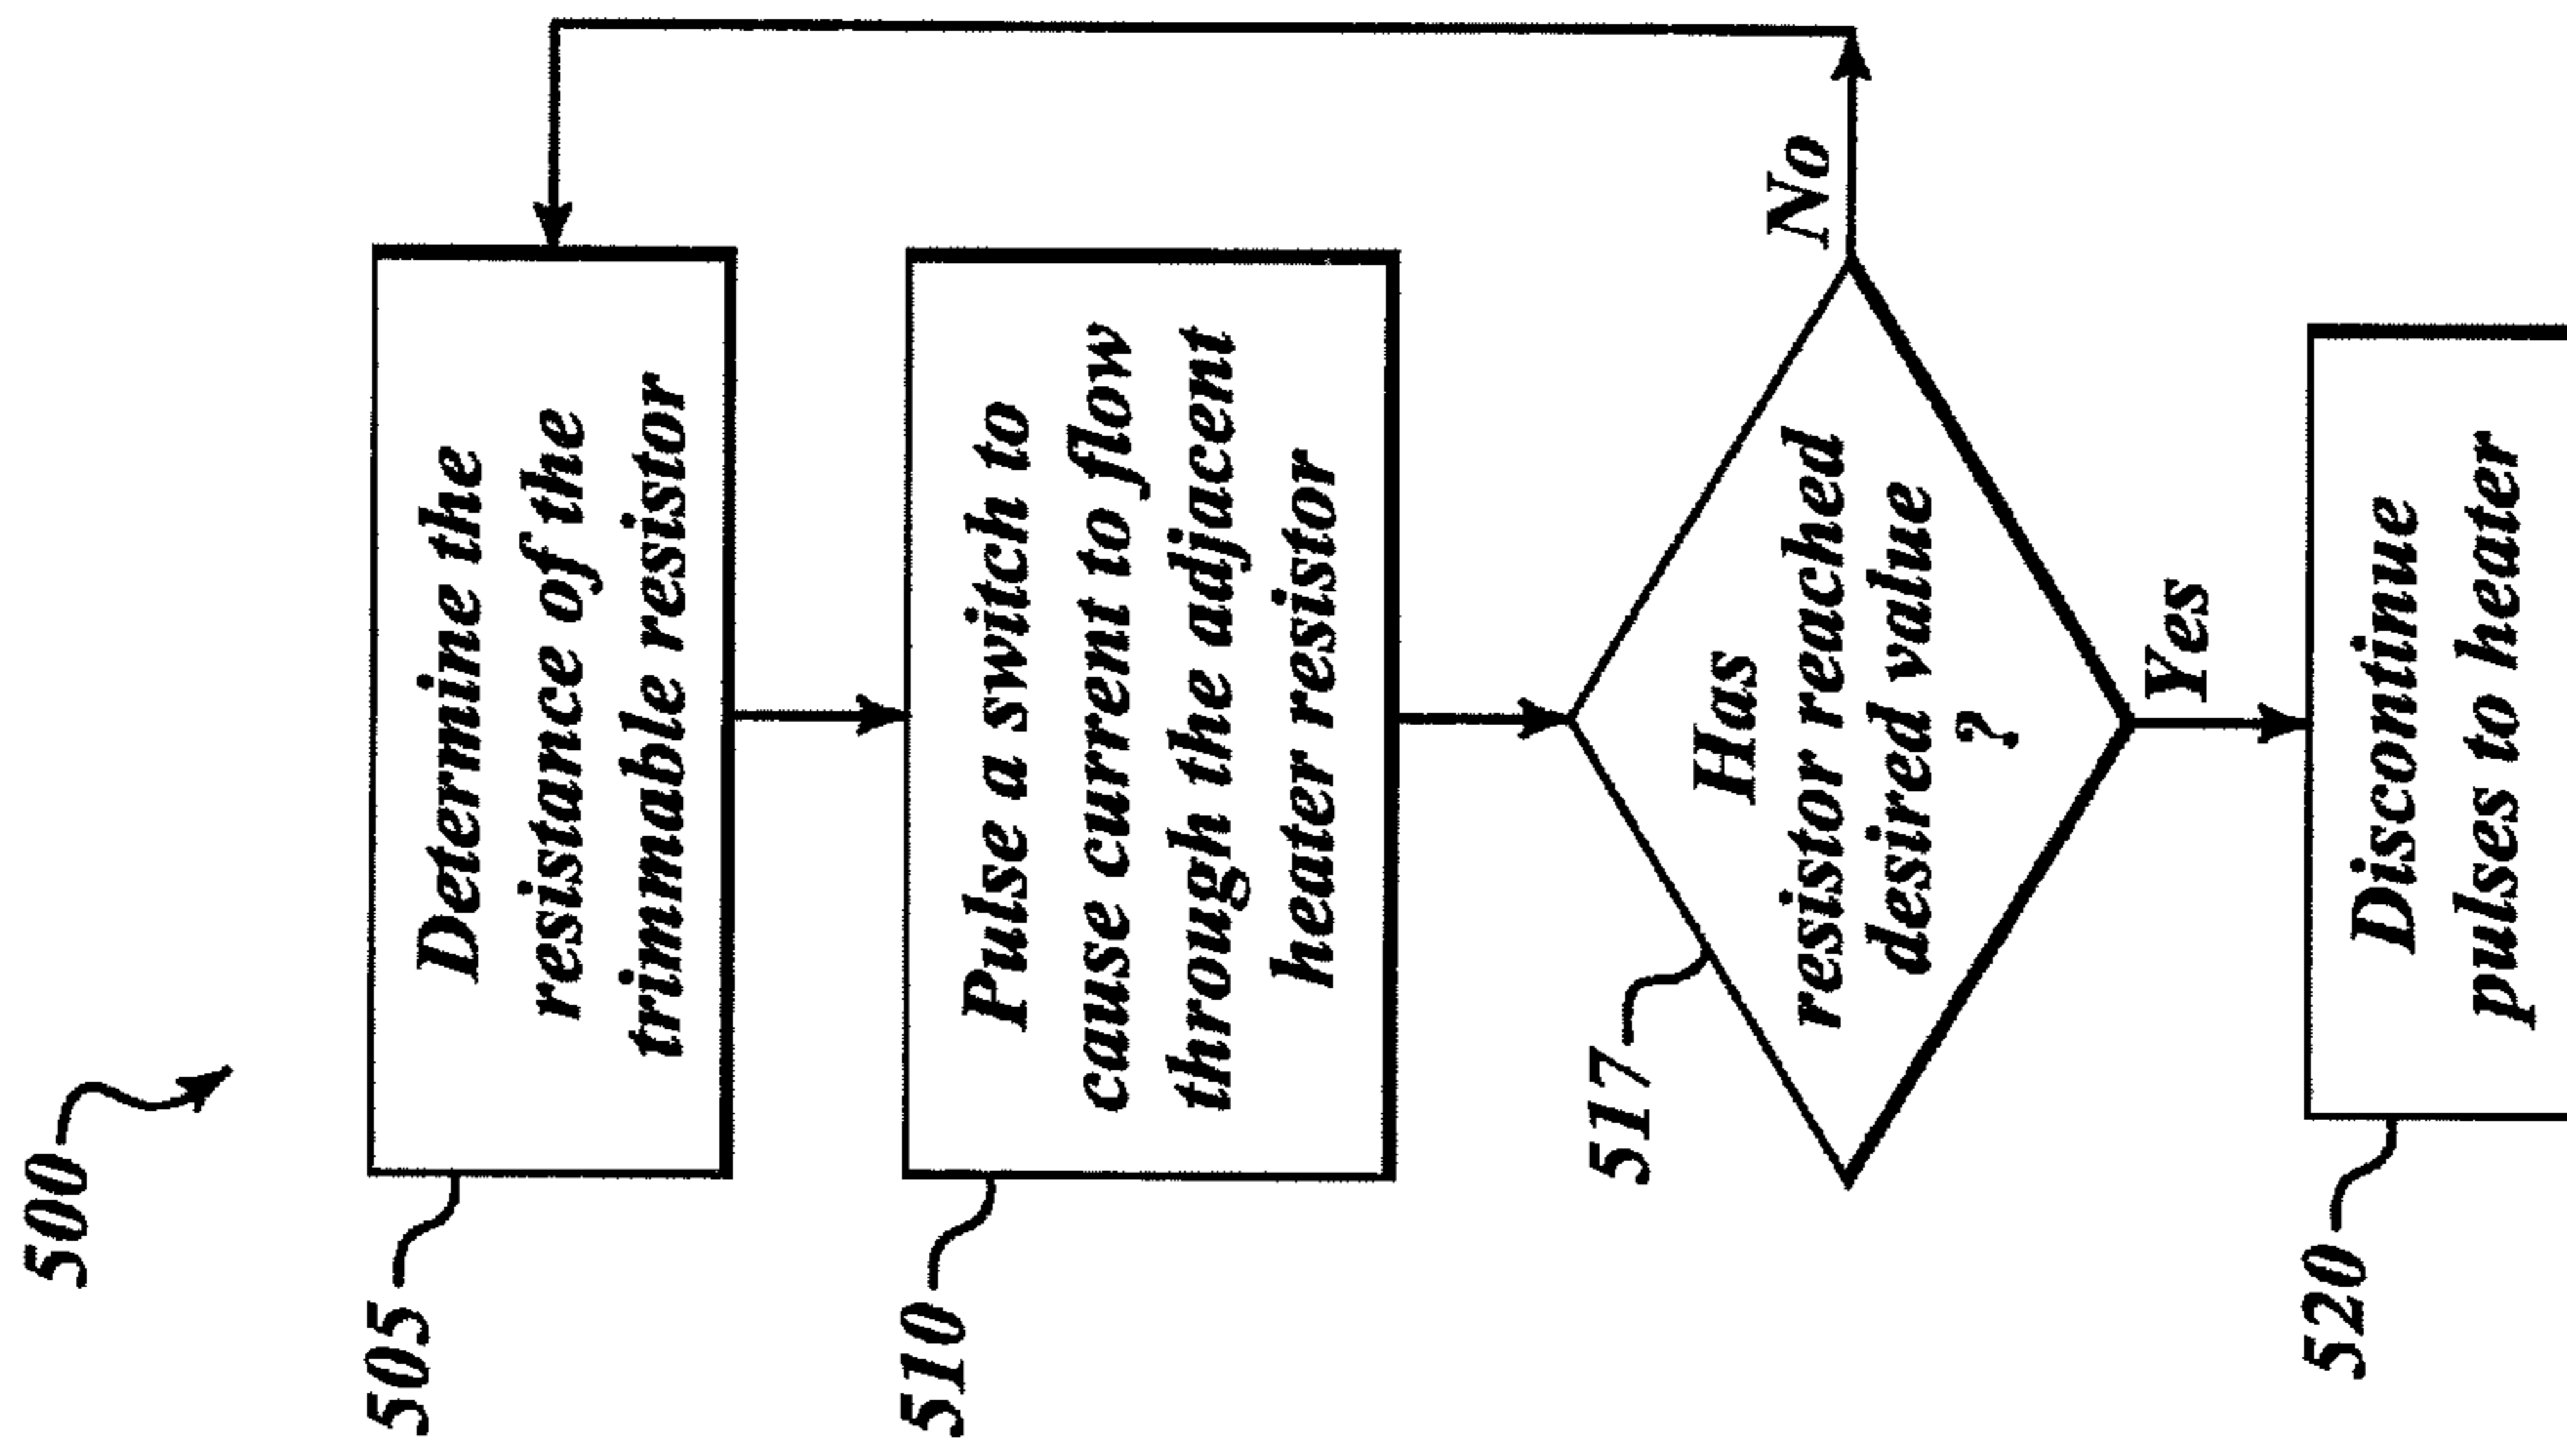 500
505
Determine the
resistance of the
trimmable resistor
510
Pulse a switch to
cause current to flow
through the adjacent
heater resistor
517
Has
resistor reached
desired value
?
No
Yes
520
Discontinue
pulses to heater